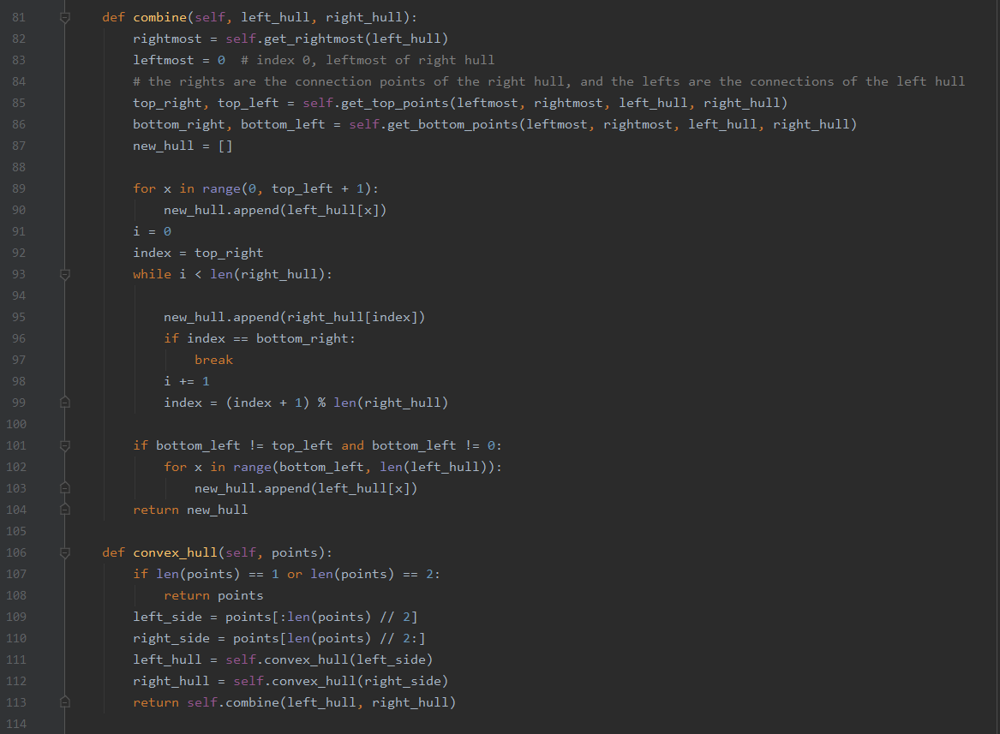 81 def combine(self, left_hull, right_hull):
82 rightmost = self.get_rightmost(left_hull)
83 leftmost = 0  # index 0, leftmost of right hull
84 # the rights are the connection points of the right hull, and the lefts are the connections of the left hull
85 top_right, top_left = self.get_top_points(leftmost, rightmost, left_hull, right_hull)
86 bottom_right, bottom_left = self.get_bottom_points(leftmost, rightmost, left_hull, right_hull)
87 new_hull = []
88
89 for x in range(0, top_left + 1):
90 new_hull.append(left_hull[x])
91 i = 0
92 index = top_right
93 while i < len(right_hull):
94
95 new_hull.append(right_hull[index])
96 if index == bottom_right:
97 break
98 i += 1
99 index = (index + 1) % len(right_hull)
100
101 if bottom_left != top_left and bottom_left != 0:
102 for x in range(bottom_left, len(left_hull)):
103 new_hull.append(left_hull[x])
104 return new_hull
105
106 def convex_hull(self, points):
107 if len(points) == 1 or len(points) == 2:
108 return points
109 left_side = points[:len(points) // 2]
110 right_side = points[len(points) // 2:]
111 left_hull = self.convex_hull(left_side)
112 right_hull = self.convex_hull(right_side)
113 return self.combine(left_hull, right_hull)
114